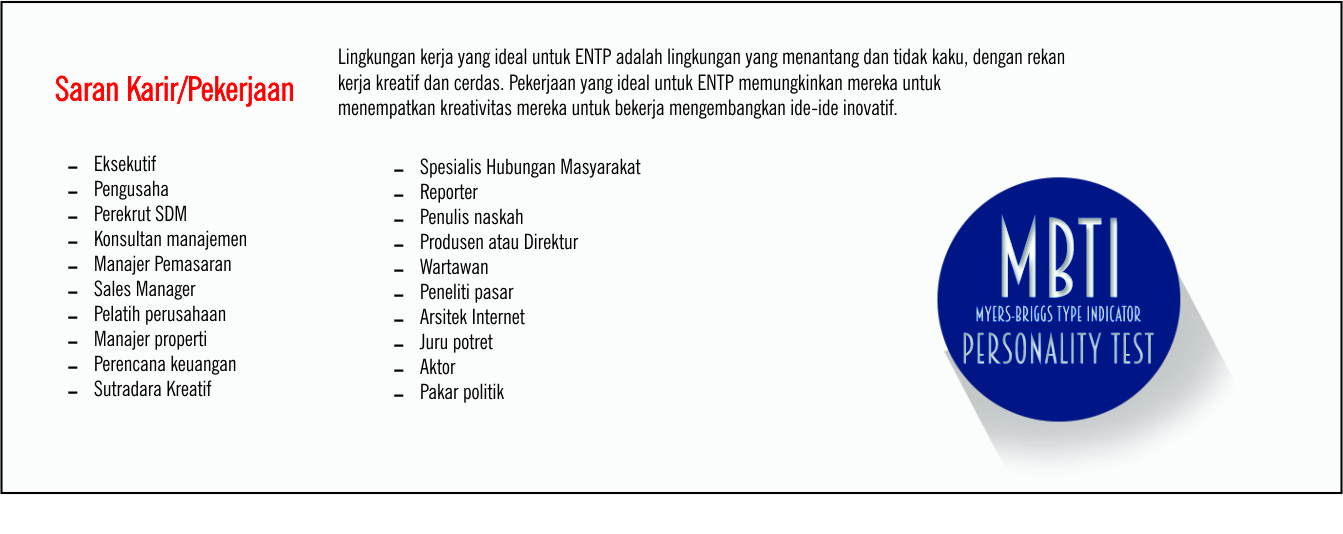 Saran Karir/Pekerjaan
Lingkungan kerja yang ideal untuk ENTP adalah lingkungan yang menantang dan tidak kaku, dengan rekan
kerja kreatif dan cerdas. Pekerjaan yang ideal untuk ENTP memungkinkan mereka untuk
menempatkan kreativitas mereka untuk bekerja mengembangkan ide-ide inovatif.
- Eksekutif
- Pengusaha
- Perekrut SDM
- Konsultan manajemen
- Manajer Pemasaran
- Sales Manager
- Pelatih perusahaan
- Manajer properti
- Perencana keuangan
- Sutradara Kreatif
- Spesialis Hubungan Masyarakat
- Reporter
- Penulis naskah
- Produsen atau Direktur
- Wartawan
- Peneliti pasar
- Arsitek Internet
- Juru potret
- Aktor
- Pakar politik
MBTI
MYERS-BRIGGS TYPE INDICATOR
PERSONALITY TEST